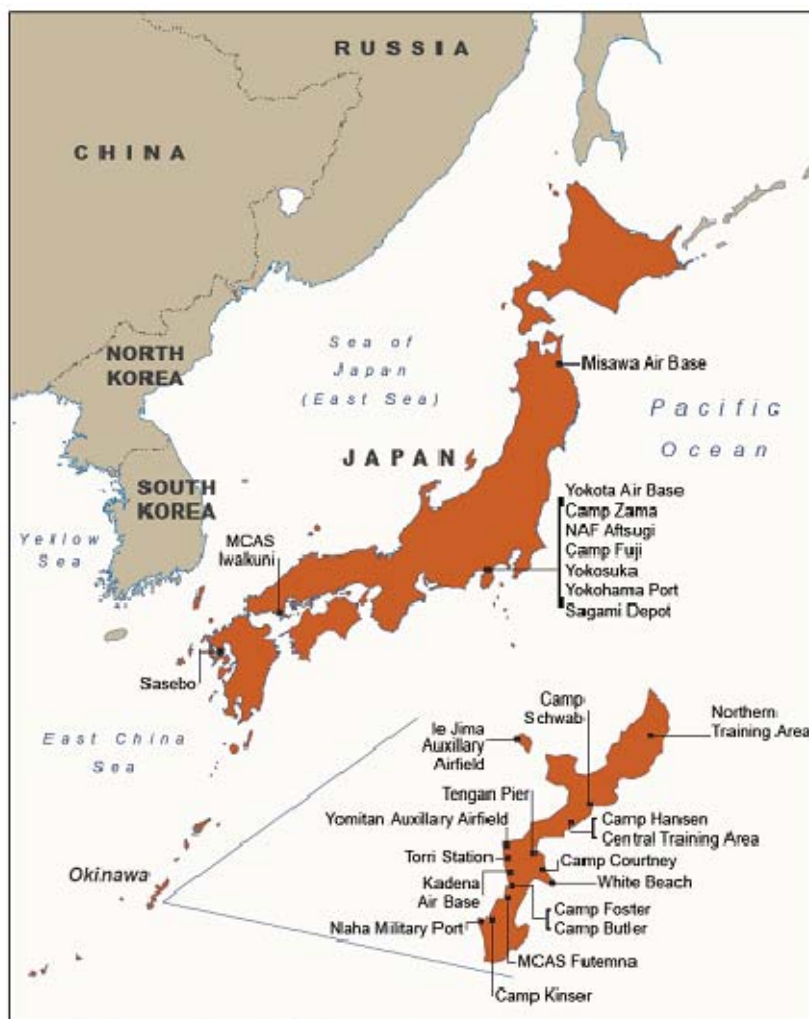 RUSSIA
CHINA
NORTH
KOREA
Sea of
Japan
(East Sea)
Misawa Air Base
Pacific
Ocean
JAPAN
SOUTH
KOREA
Yellow
Sea
MCAS
Iwakuni
Yokota Air Base
Camp Zama
NAF Aftsugi
Camp Fuji
Yokosuka
Yokohama Port
Sagami Depot
Sasebo
East China
Sea
Camp
Schwab
Northern
Training Area
Ie Jima
Auxillary
Airfield
Tengan Pier
Yomitan Auxillary Airfield
Camp Hansen
Central Training Area
Torri Station
Camp Courtney
Okinawa
Kadena
Air Base
White Beach
Camp Foster
Camp Butler
Naha Military Port
MCAS Futemna
Camp Kinser